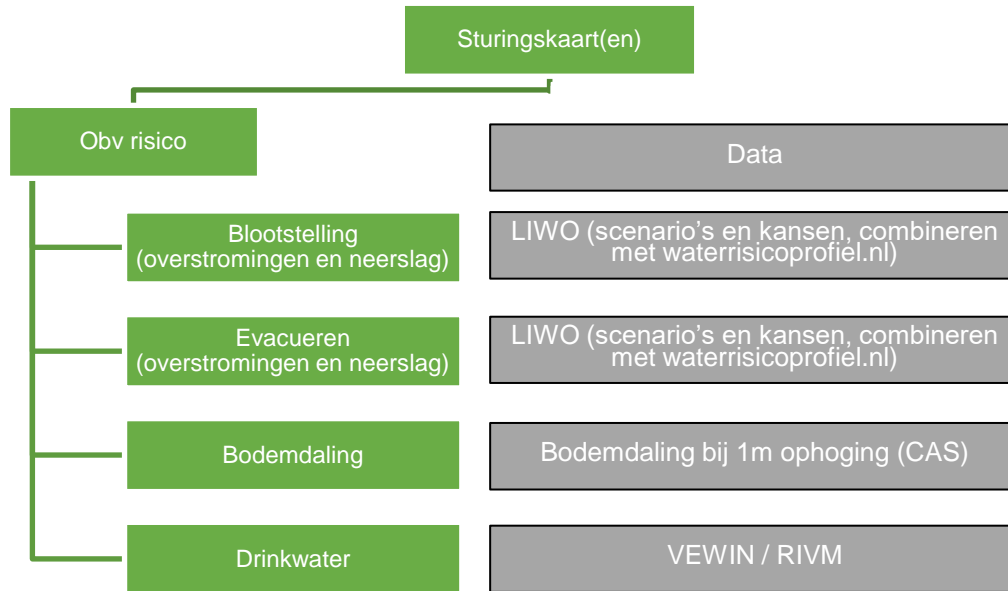 Sturingskaart(en)
Obv risico
Data
Blootstelling
(overstromingen en neerslag)
LIWO (scenario's en kansen, combineren
met waterrisicoprofiel.nl)
Evacueren
(overstromingen en neerslag)
LIWO (scenario's en kansen, combineren
met waterrisicoprofiel.nl)
Bodemdaling
Bodemdaling bij 1m ophoging (CAS)
Drinkwater
VEWIN / RIVM